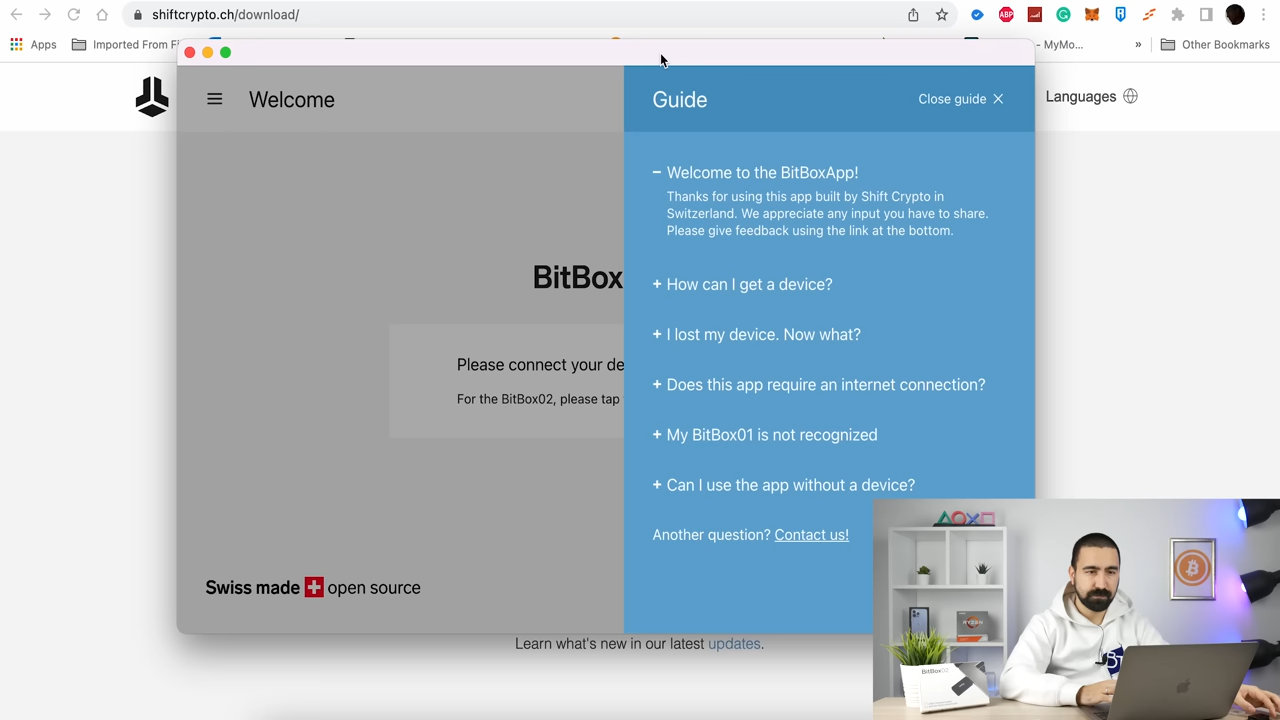 shiftcrypto.ch/download/
ABP
Apps
Imported From Fi
- MyMo...
»
Other Bookmarks
Welcome
Guide
Close guide ×
Languages
− Welcome to the BitBoxApp!
Thanks for using this app built by Shift Crypto in
Switzerland. We appreciate any input you have to share.
Please give feedback using the link at the bottom.
BitBox
+ How can I get a device?
Please connect your de
+ I lost my device. Now what?
For the BitBox02, please tap
+ Does this app require an internet connection?
+ My BitBox01 is not recognized
+ Can I use the app without a device?
Another question? Contact us!
Swiss made open source
Learn what's new in our latest updates.
RYZEN
BitBox02